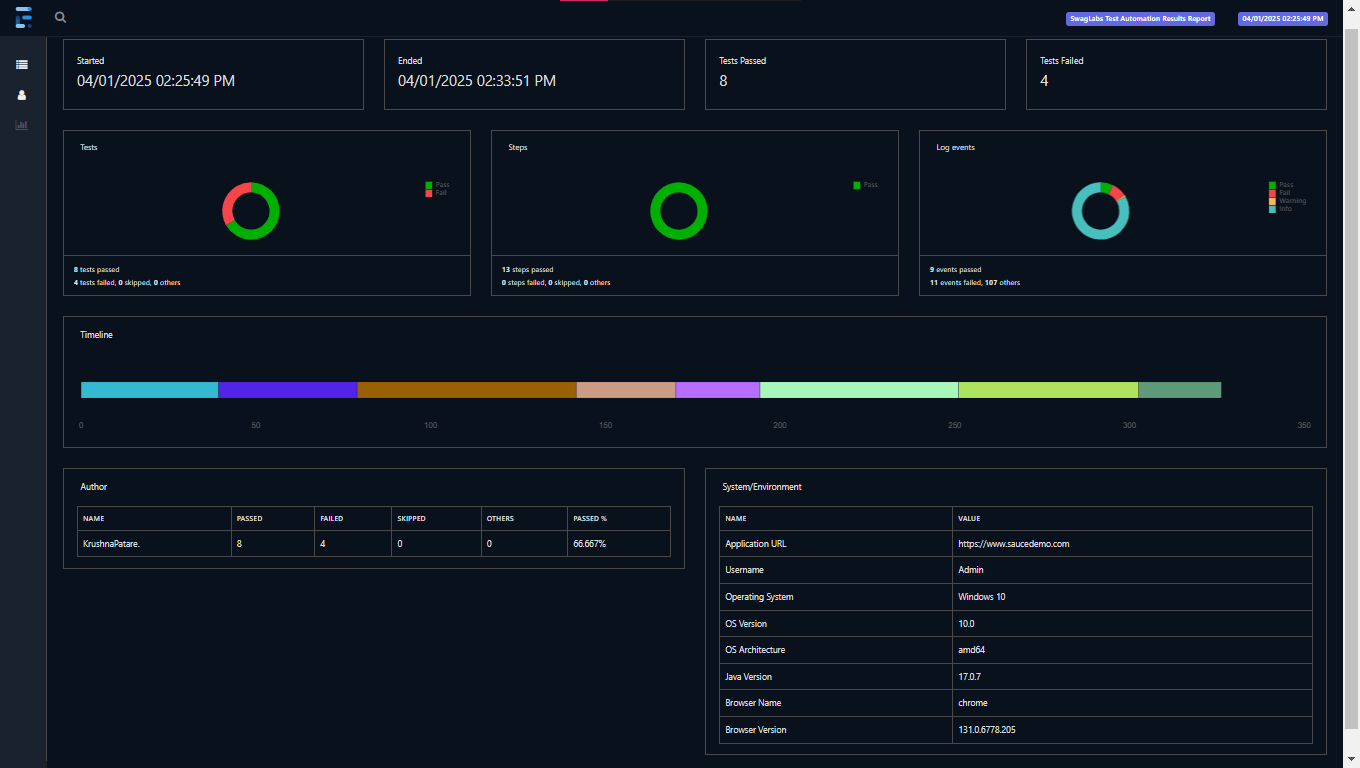 SwagLabs Test Automation Results Report
04/01/2025 02:25:49 PM
Started
04/01/2025 02:25:49 PM
Ended
04/01/2025 02:33:51 PM
Tests Passed
8
Tests Failed
4
Tests
Pass
Fail
8 tests passed
4 tests failed, 0 skipped, 0 others
Steps
Pass
13 steps passed
0 steps failed, 0 skipped, 0 others
Log events
Pass
Fail
Warning
Info
9 events passed
11 events failed, 107 others
Timeline
0 50 100 150 200 250 300 350
Author
NAME PASSED FAILED SKIPPED OTHERS PASSED %
KrushnaPatare. 8 4 0 0 66.667%
System/Environment
NAME VALUE
Application URL https://www.saucedemo.com
Username Admin
Operating System Windows 10
OS Version 10.0
OS Architecture amd64
Java Version 17.0.7
Browser Name chrome
Browser Version 131.0.6778.205